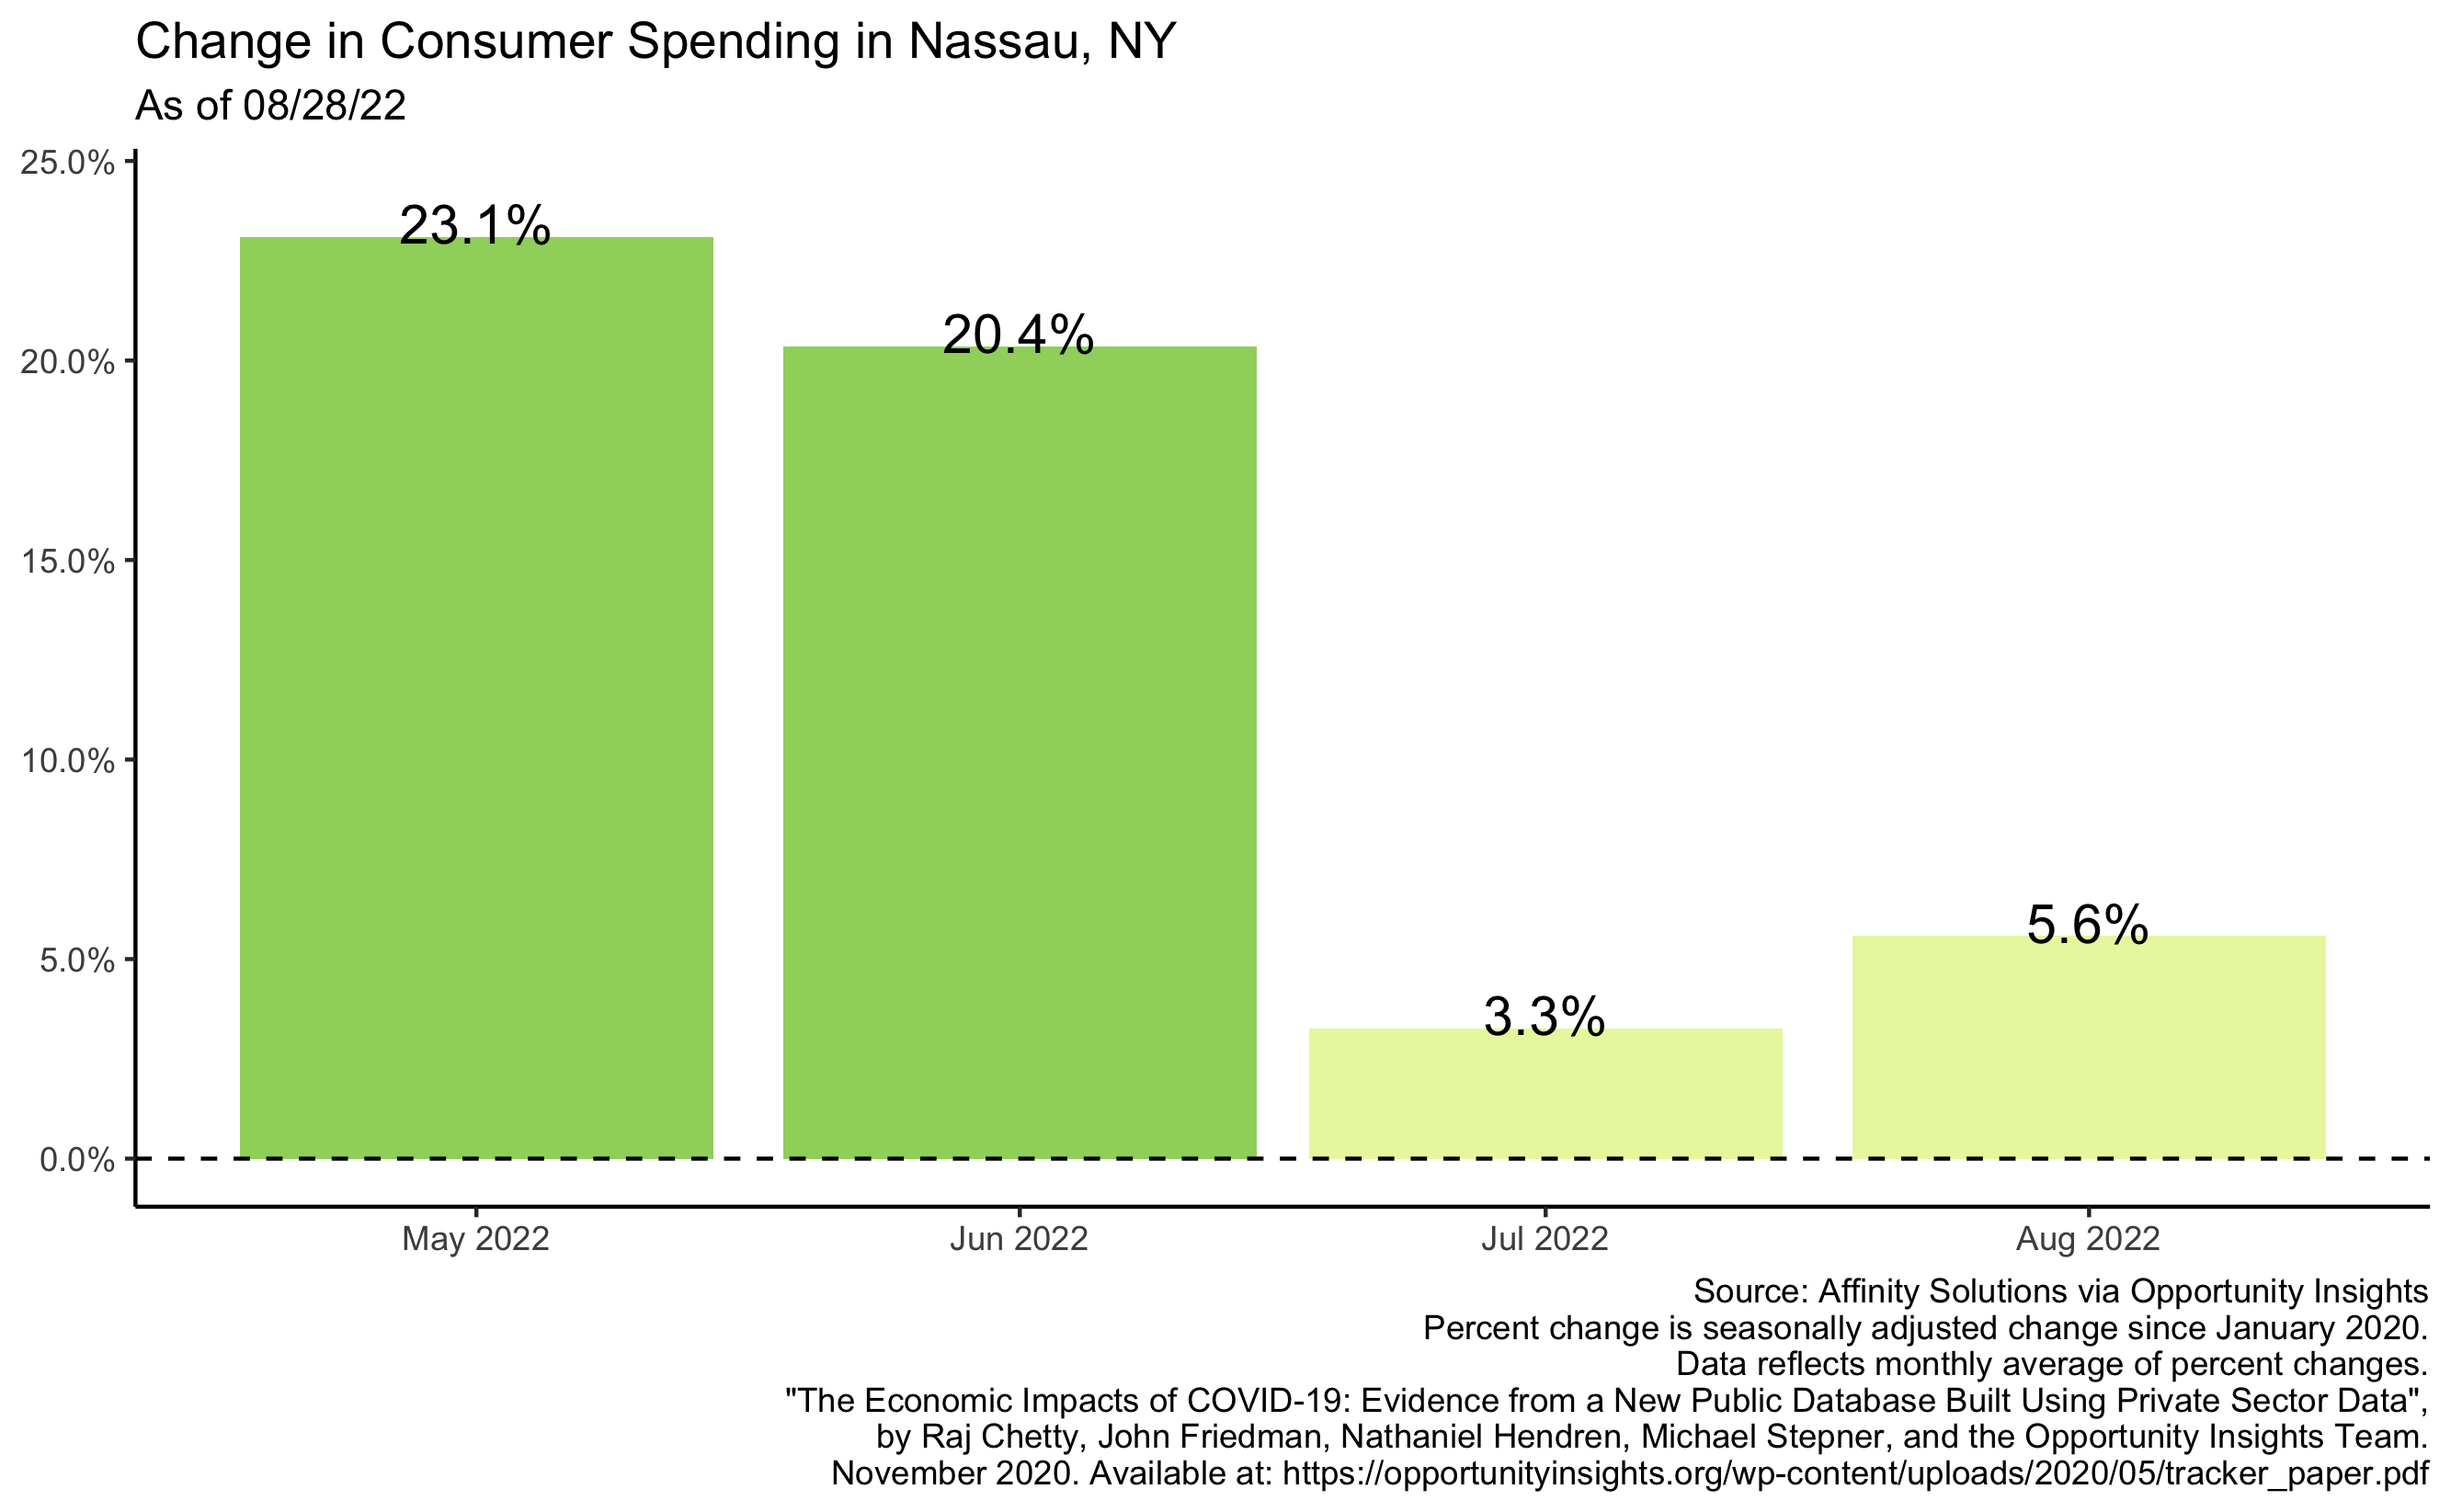 Change in Consumer Spending in Nassau, NY
As of 08/28/22
25.0%
23.1%
20.4%
20.0%
15.0%
10.0%
5.6%
5.0%
3.3%
0.0%
May 2022
Jun 2022
Jul 2022
Aug 2022
Source: Affinity Solutions via Opportunity Insights
Percent change is seasonally adjusted change since January 2020.
Data reflects monthly average of percent changes.
"The Economic Impacts of COVID-19: Evidence from a New Public Database Built Using Private Sector Data",
by Raj Chetty, John Friedman, Nathaniel Hendren, Michael Stepner, and the Opportunity Insights Team.
November 2020. Available at: https://opportunityinsights.org/wp-content/uploads/2020/05/tracker_paper.pdf